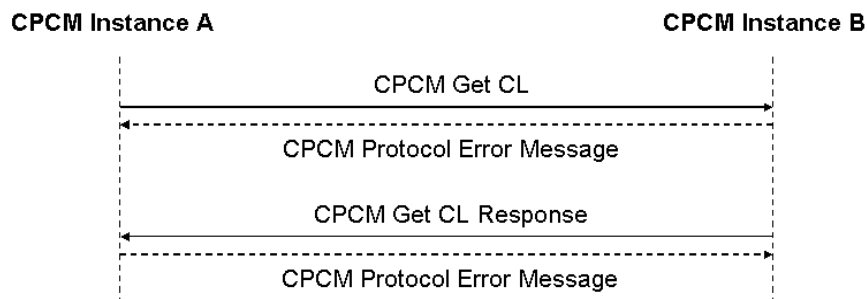 CPCM Instance A
CPCM Instance B
CPCM Get CL
CPCM Protocol Error Message
CPCM Get CL Response
CPCM Protocol Error Message